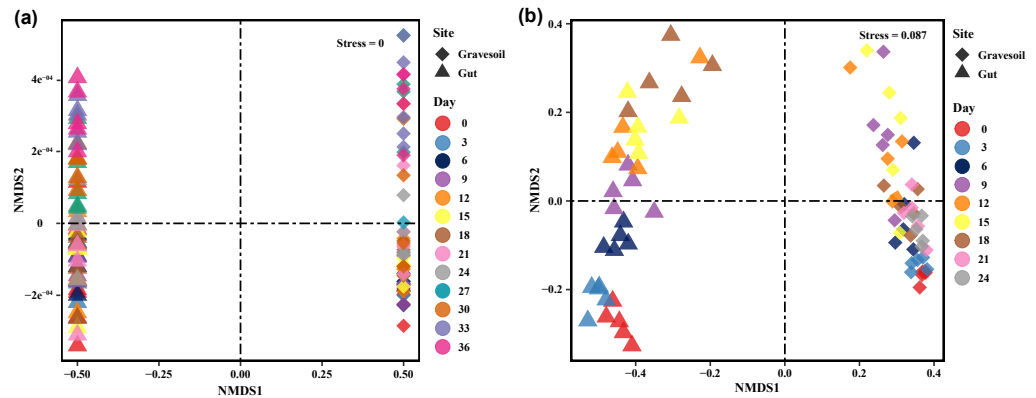 (a)
Stress = 0
4e⁻⁰⁴
2e⁻⁰⁴
0
−2e⁻⁰⁴
NMDS2
−0.50
−0.25
0.00
0.25
0.50
NMDS1
Site
Gravesoil
Gut
Day
0
3
6
9
12
15
18
21
24
27
30
33
36
(b)
Stress = 0.087
0.4
0.2
0.0
−0.2
NMDS2
−0.4
−0.2
0.0
0.2
0.4
NMDS1
Site
Gravesoil
Gut
Day
0
3
6
9
12
15
18
21
24